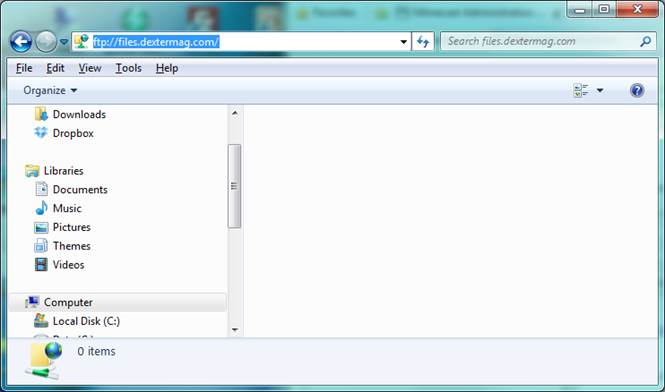 ftp://files.dextermag.com/
Search files.dextermag.com
File Edit View Tools Help
Organize
Downloads
Dropbox
Libraries
Documents
Music
Pictures
Themes
Videos
Computer
Local Disk (C:)
0 items